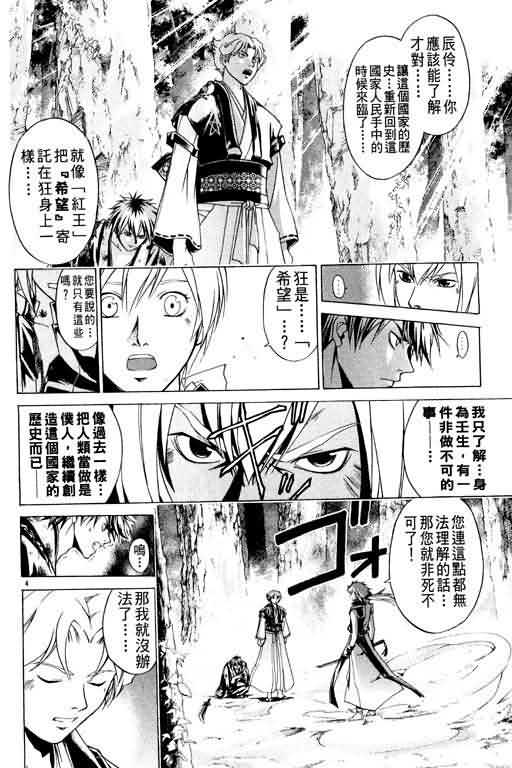 辰伶……你
應該能了解
才對……
讓這個國家的歷
史…重新回到這
國家人民手中的
時候來臨了……
就像「紅王」
把『希望』寄
託在狂身上一
樣……
…
…
狂是……「
希望」…?
您要說的…
就只有這些
嗎?
我只了解…身
為壬生，有一
件非做不可的
事──
像過去一樣…
把人類當做是
僕人，繼續創
造這個國家的
歷史而已──
您連這點都無
法理解的話…
那您就非死不
可了!
ゴオ
嗚…
那我就沒辦
法了……
4